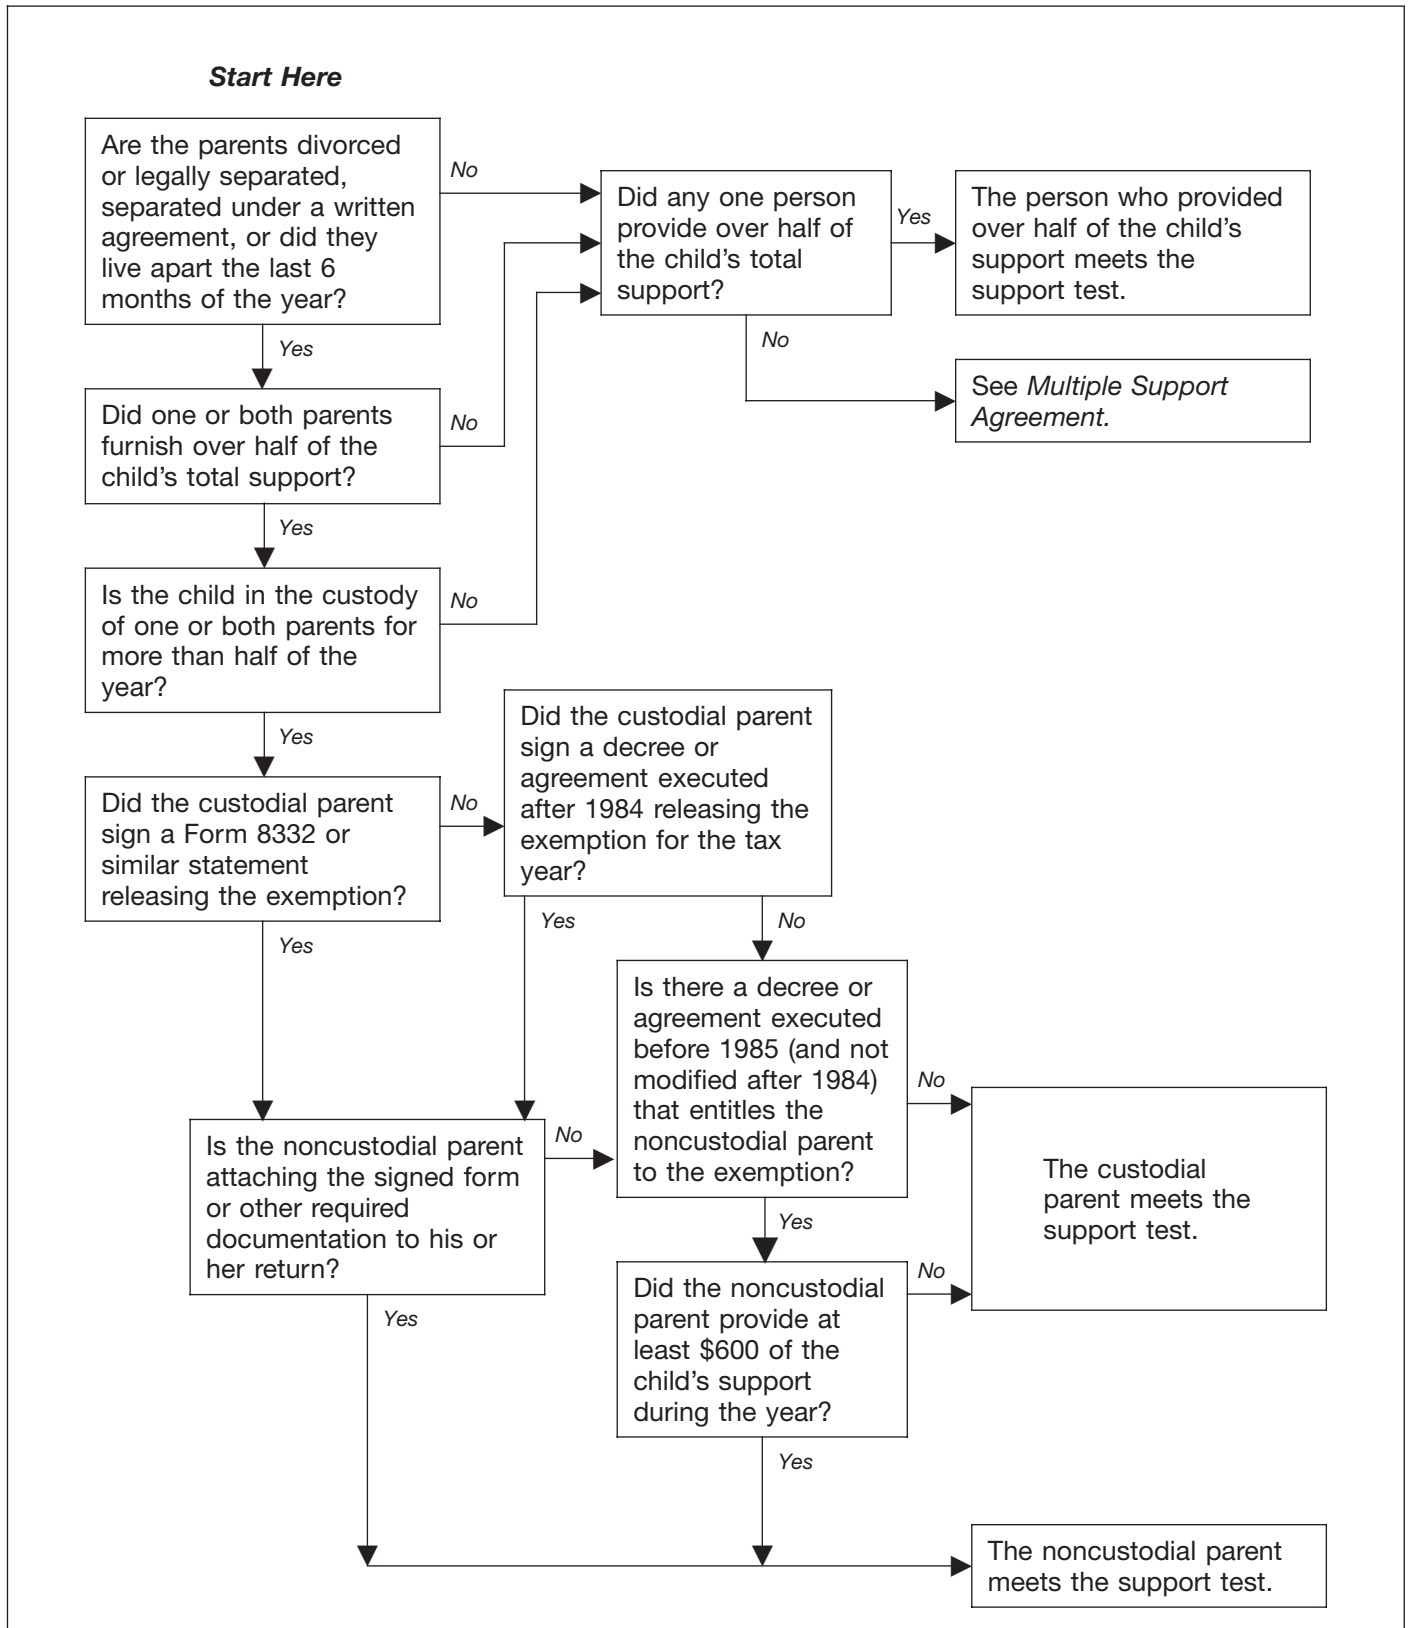 Start Here
Are the parents divorced
or legally separated,
separated under a written
agreement, or did they
live apart the last 6
months of the year?
No
Did any one person
provide over half of
the child's total
support?
Yes
The person who provided
over half of the child's
support meets the
support test.
Yes
No
See Multiple Support
Agreement.
Did one or both parents
furnish over half of the
child's total support?
No
Yes
Is the child in the custody
of one or both parents for
more than half of the
year?
No
Yes
Did the custodial parent
sign a Form 8332 or
similar statement
releasing the exemption?
No
Did the custodial parent
sign a decree or
agreement executed
after 1984 releasing the
exemption for the tax
year?
Yes
Yes
No
Is there a decree or
agreement executed
before 1985 (and not
modified after 1984)
that entitles the
noncustodial parent
to the exemption?
No
The custodial
parent meets the
support test.
Is the noncustodial parent
attaching the signed form
or other required
documentation to his or
her return?
No
Yes
Did the noncustodial
parent provide at
least $600 of the
child's support
during the year?
No
Yes
Yes
The noncustodial parent
meets the support test.